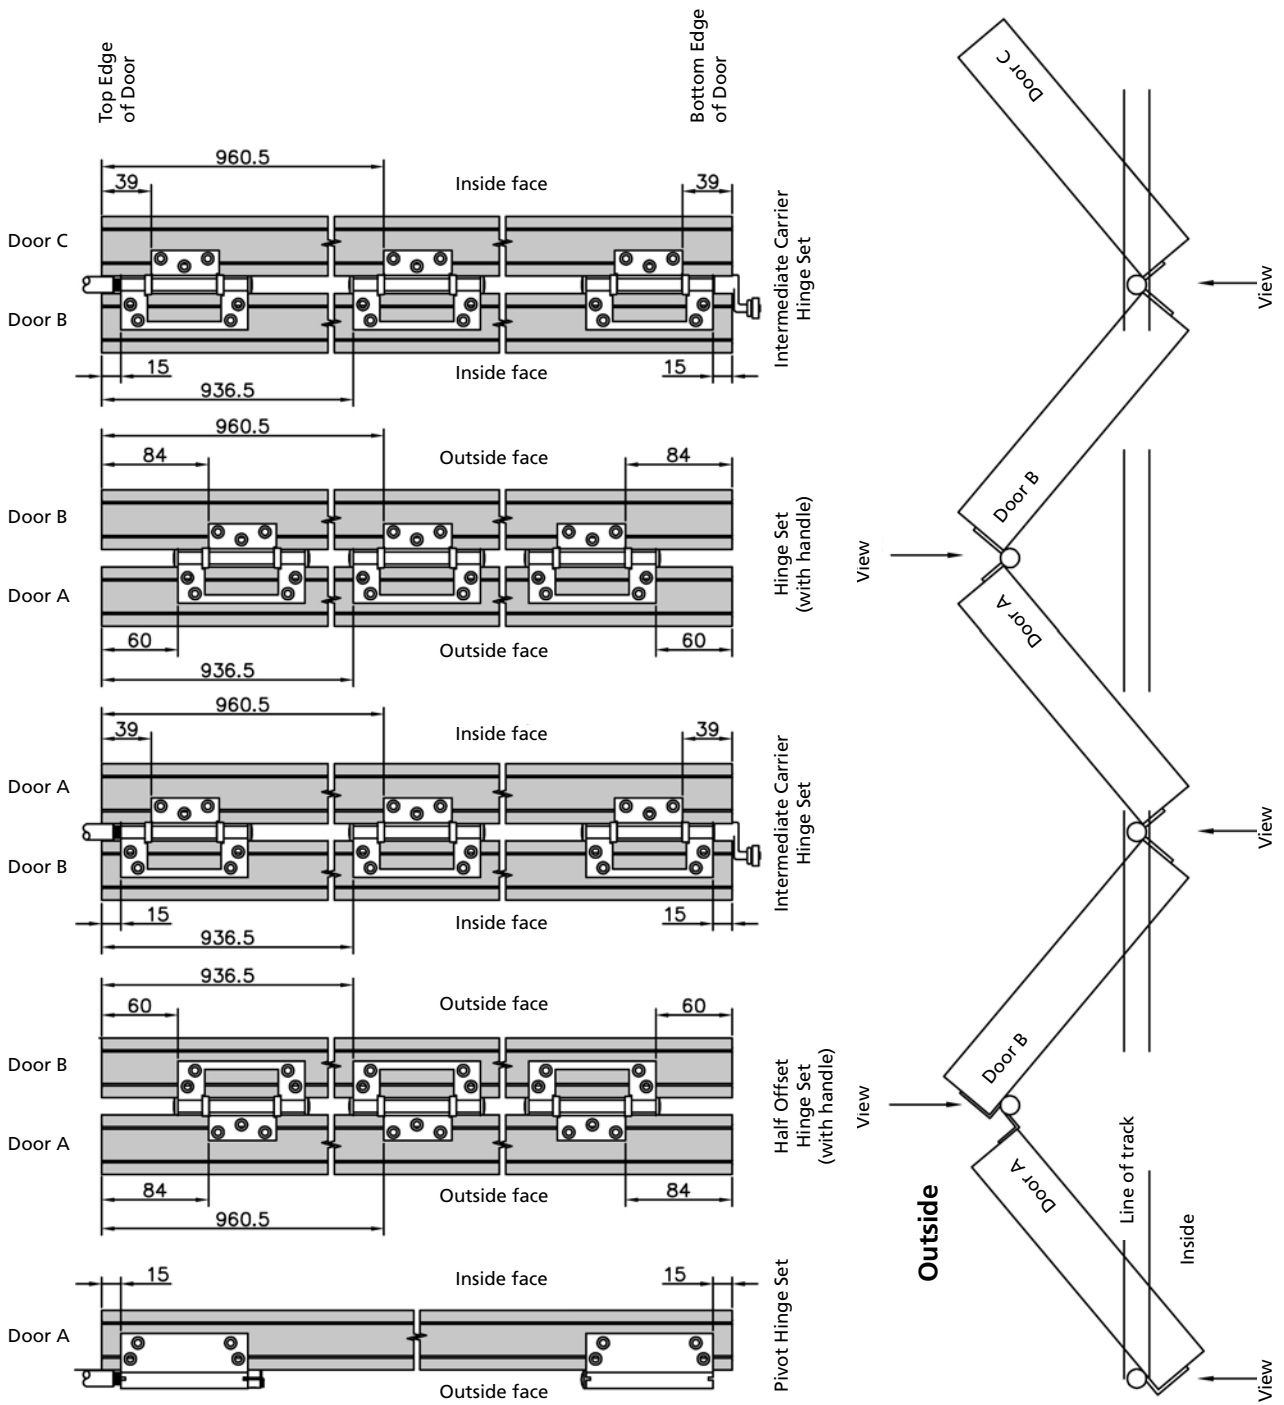 Top Edge
of Door
Bottom Edge
of Door
960.5
39
Inside face
39
Door C
Door B
15
Inside face
15
936.5
Intermediate Carrier
Hinge Set
960.5
84
Outside face
84
Door B
Door A
60
Outside face
60
936.5
Hinge Set
(with handle)
960.5
39
Inside face
39
Door A
Door B
15
Inside face
15
936.5
Intermediate Carrier
Hinge Set
936.5
60
Outside face
60
Door B
Door A
84
Outside face
84
960.5
Half Offset
Hinge Set
(with handle)
15
Inside face
15
Door A
Outside face
Pivot Hinge Set
Door C
View
Door B
View
Door A
View
Door B
View
Door A
Outside
Line of track
Inside
View